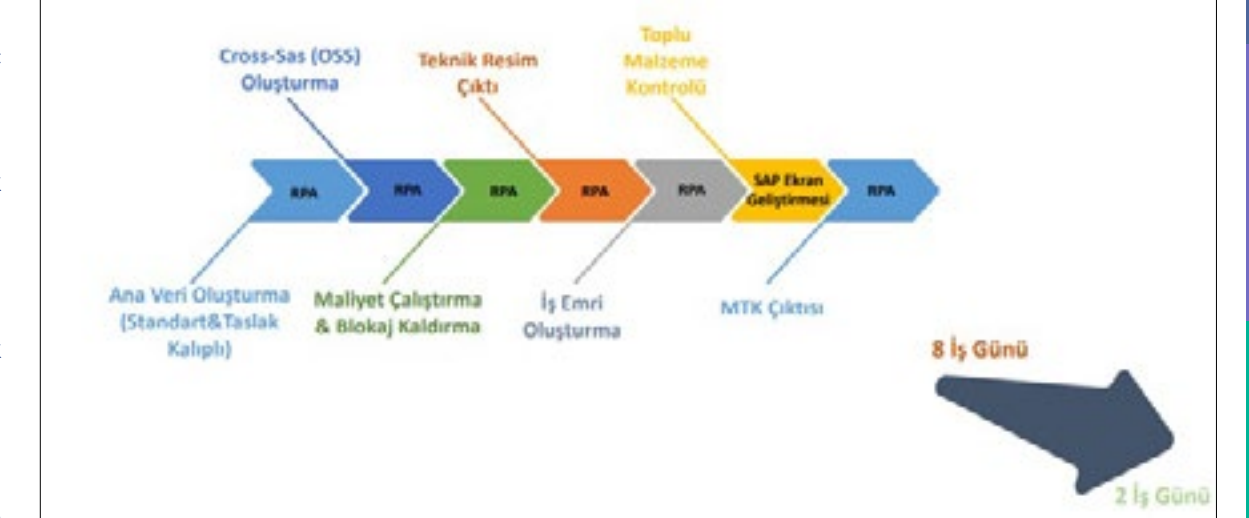 Cross-Sas (OSS)
Oluşturma
Teknik Resim
Çıktı
Toplu
Malzeme
Kontrolü
RPA
RPA
RPA
RPA
RPA
SAP Ekran
Geliştirmesi
RPA
Ana Veri Oluşturma
(Standart&Taslak
Kalıplı)
Maliyet Çalıştırma
& Blokaj Kaldırma
İş Emri
Oluşturma
MTK Çıktısı
8 İş Günü
2 İş Günü